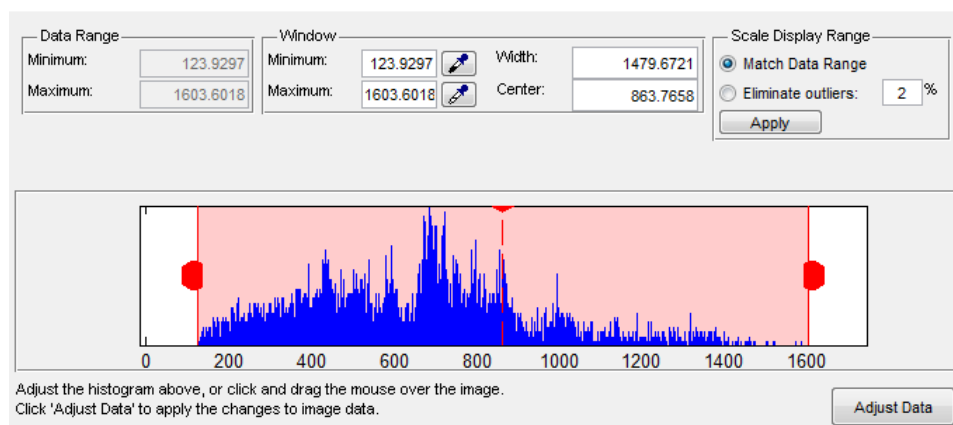 Data Range
Minimum: 123.9297
Maximum: 1603.6018
Window
Minimum: 123.9297
Maximum: 1603.6018
Width: 1479.6721
Center: 863.7658
Scale Display Range
Match Data Range
Eliminate outliers: 2 %
Apply
0 200 400 600 800 1000 1200 1400 1600
Adjust the histogram above, or click and drag the mouse over the image.
Click 'Adjust Data' to apply the changes to image data.
Adjust Data